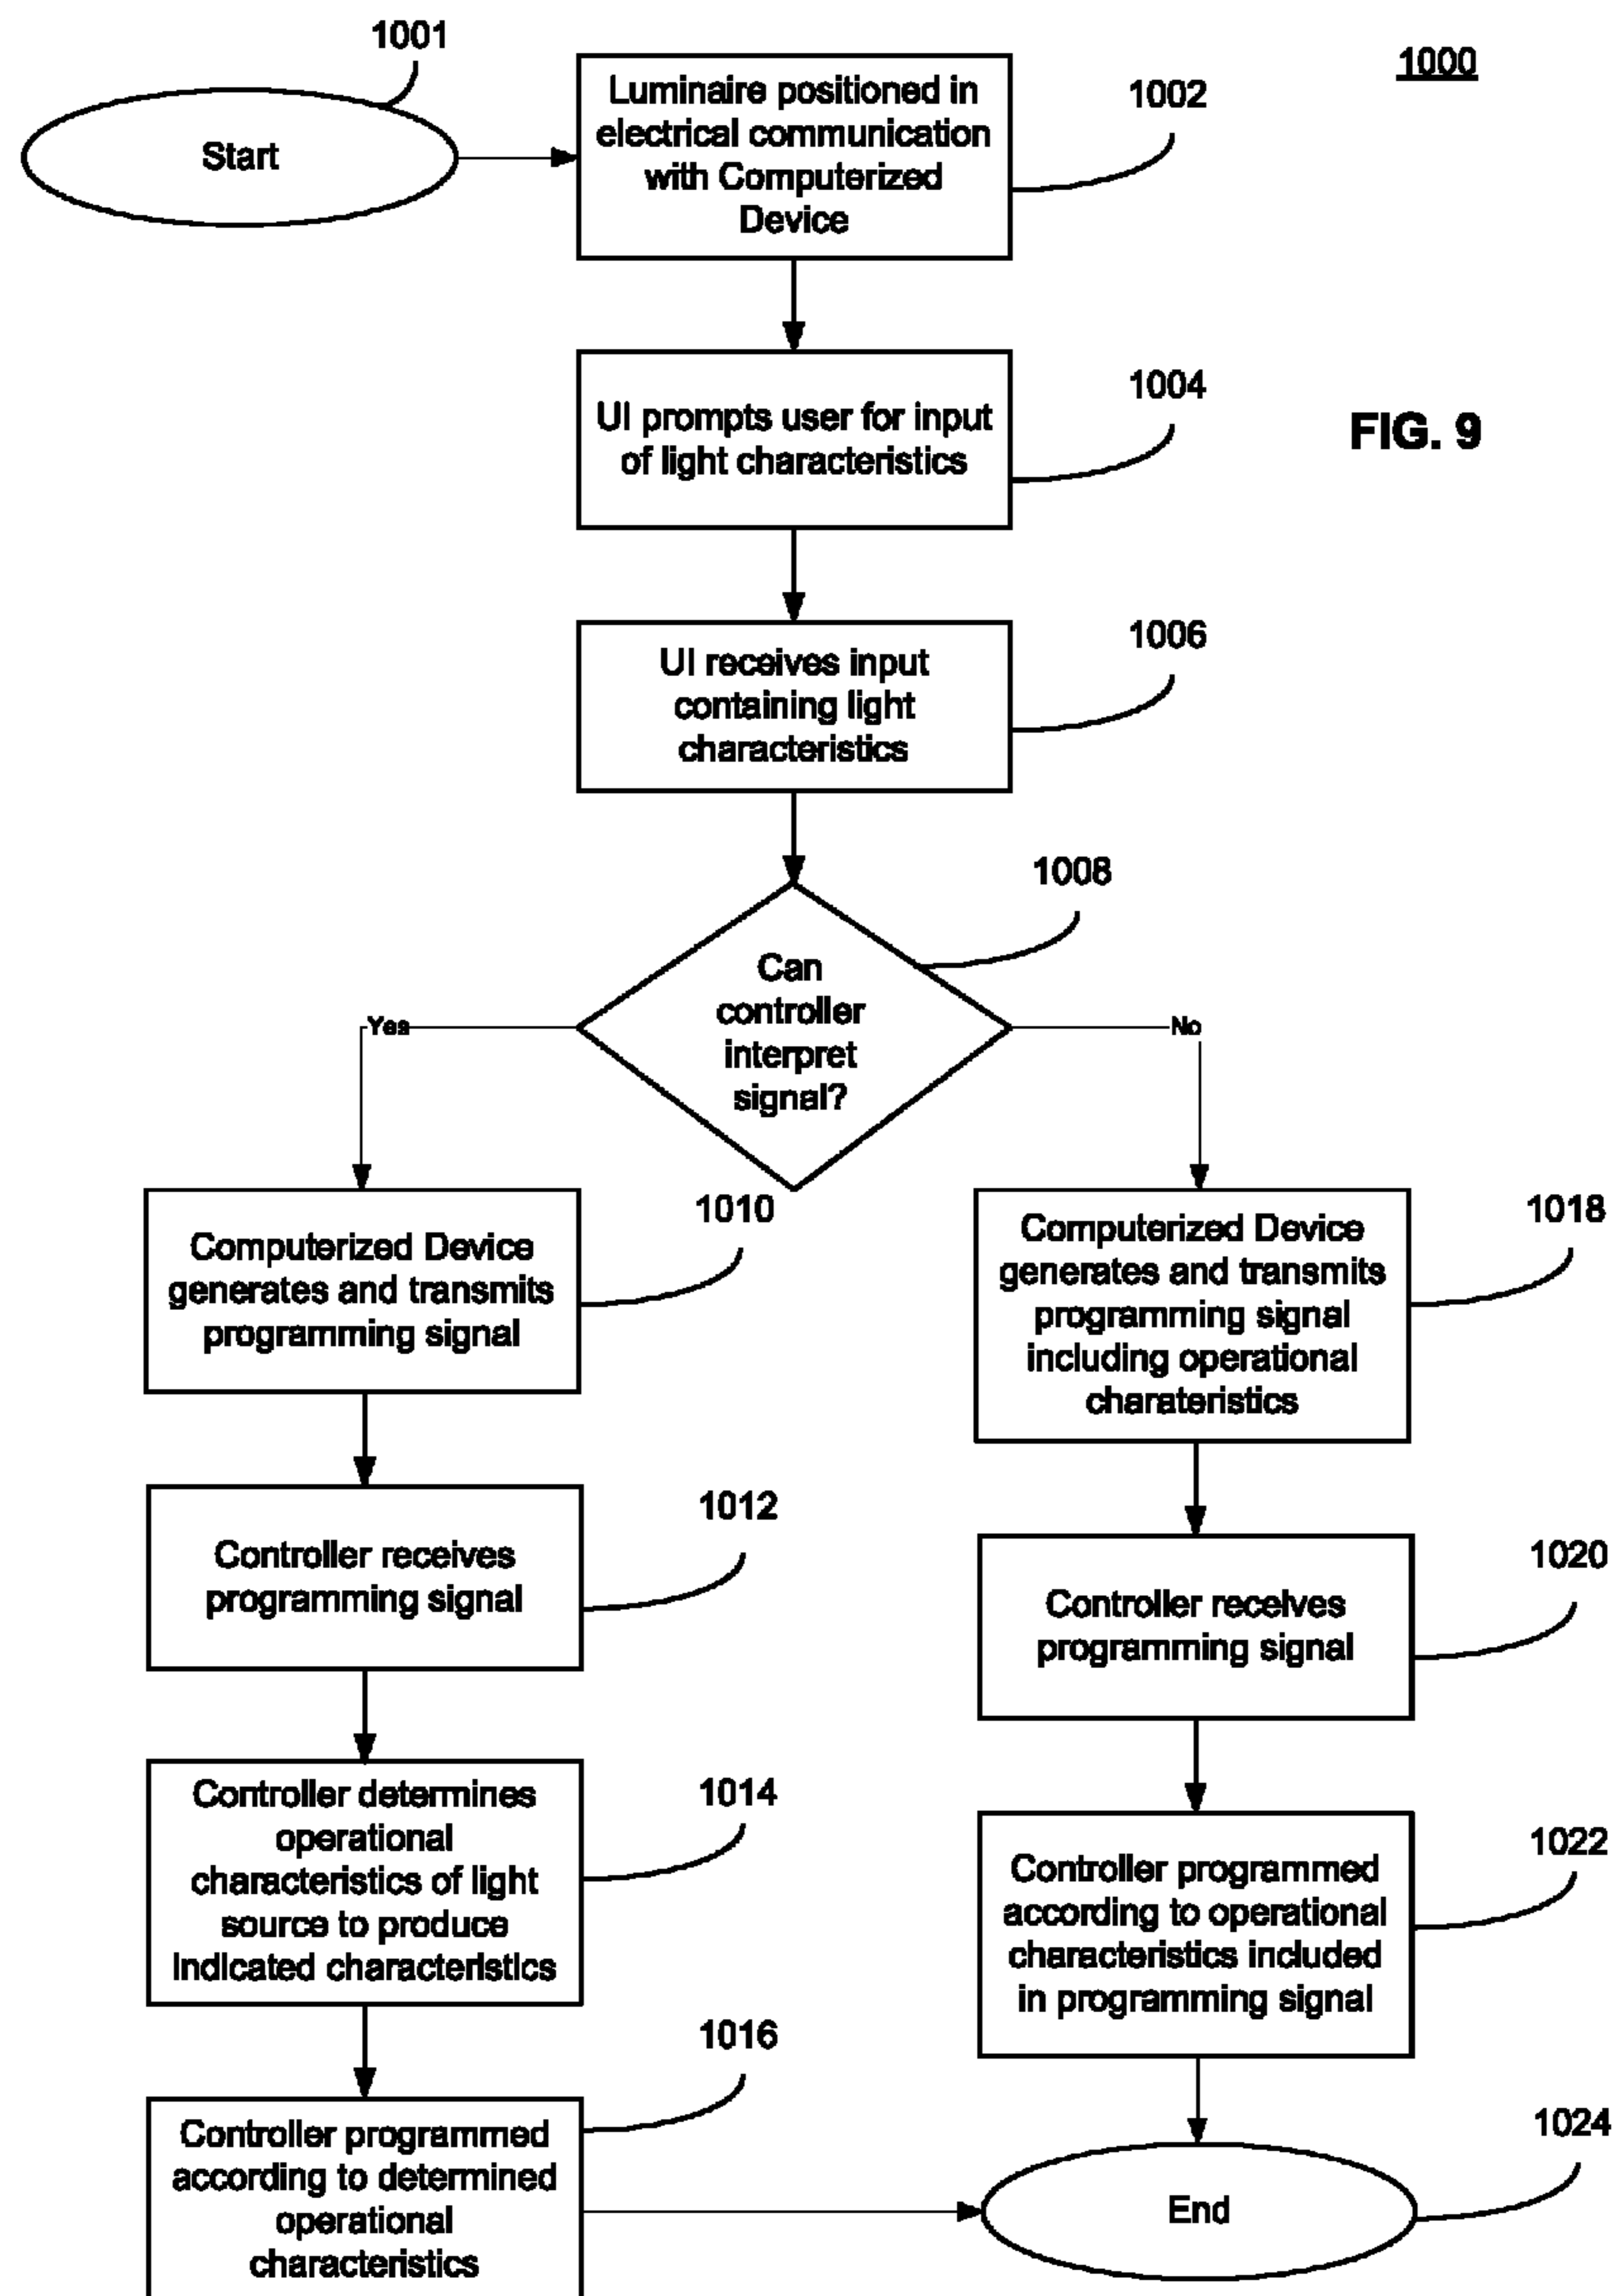 1001
1000
Start
Luminaire positioned in
electrical communication
with Computerized
Device
1002
UI prompts user for input
of light characteristics
1004
FIG. 9
UI receives input
containing light
characteristics
1006
Can
controller
interpret
signal?
1008
Yes
No
Computerized Device
generates and transmits
programming signal
1010
Controller receives
programming signal
1012
Controller determines
operational
characteristics of light
source to produce
indicated characteristics
1014
Controller programmed
according to determined
operational
characteristics
1016
Computerized Device
generates and transmits
programming signal
including operational
charateristics
1018
Controller receives
programming signal
1020
Controller programmed
according to operational
characteristics included
in programming signal
1022
End
1024